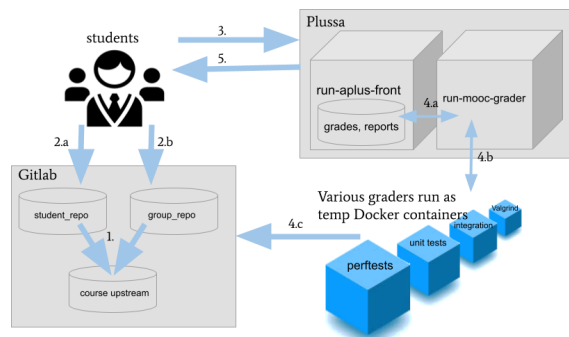 Plussa
students
3.
5.
run-aplus-front
run-mooc-grader
4.a
grades, reports
2.a
2.b
4.b
Gitlab
Various graders run as
temp Docker containers
student_repo
group_repo
1.
4.c
Valgrind
integration
unit tests
perftests
course upstream